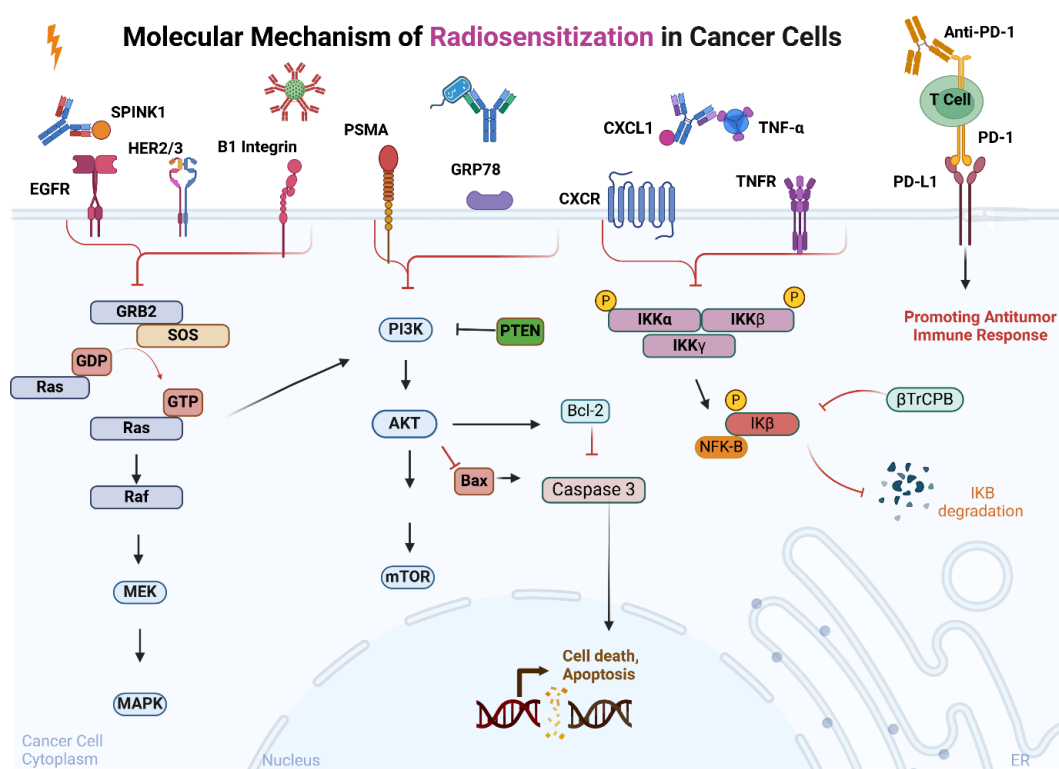 Molecular Mechanism of Radiosensitization in Cancer Cells
Anti-PD-1
T Cell
PD-1
PD-L1
SPINK1
HER2/3
EGFR
B1 Integrin
PSMA
GRP78
CXCL1
TNF-α
CXCR
TNFR
GRB2
SOS
GDP
Ras
GTP
Ras
Raf
MEK
MAPK
PI3K
PTEN
AKT
Bcl-2
Bax
Caspase 3
mTOR
P
P
IKKα
IKKβ
IKKγ
P
IKβ
NFK-B
βTrCPB
IKB
degradation
Promoting Antitumor
Immune Response
Cell death,
Apoptosis
Cancer Cell
Cytoplasm
Nucleus
ER